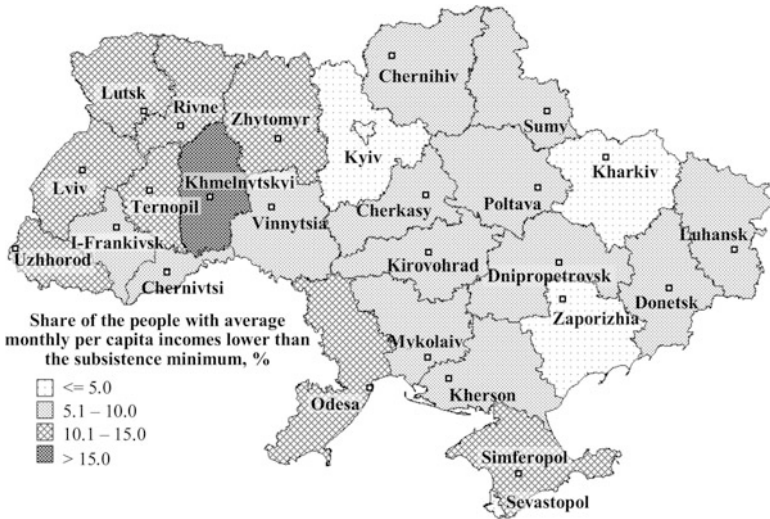 Chernihiv
Lutsk
Rivne
Zhytomyr
Sumy
Kyiv
Kharkiv
Lviv
Khmelnytskyi
Ternopil
Vinnytsia
Cherkasy
Poltava
I-Frankivsk
Uzhhorod
Luhansk
Kirovohrad
Dnipropetrovsk
Chernivtsi
Donetsk
Zaporizhia
Share of the people with average
monthly per capita incomes lower than
the subsistence minimum, %
Mykolaiv
<= 5.0
5.1 – 10.0
10.1 – 15.0
> 15.0
Odesa
Kherson
Simferopol
Sevastopol